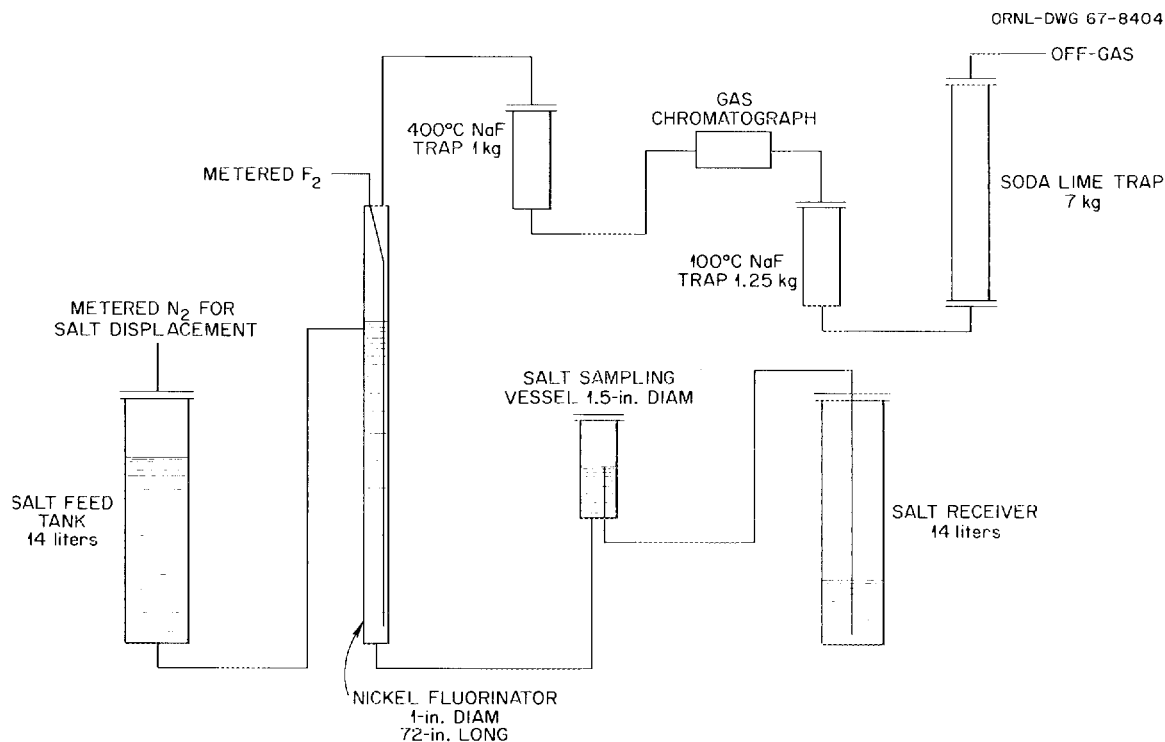 ORNL-DWG 67-8404
OFF-GAS
GAS
CHROMATOGRAPH
400°C NaF
TRAP 1 kg
METERED F₂
SODA LIME TRAP
7 kg
100°C NaF
TRAP 1.25 kg
METERED N₂ FOR
SALT DISPLACEMENT
SALT SAMPLING
VESSEL 1.5-in. DIAM
SALT FEED
TANK
14 liters
SALT RECEIVER
14 liters
NICKEL FLUORINATOR
1-in. DIAM
72-in. LONG